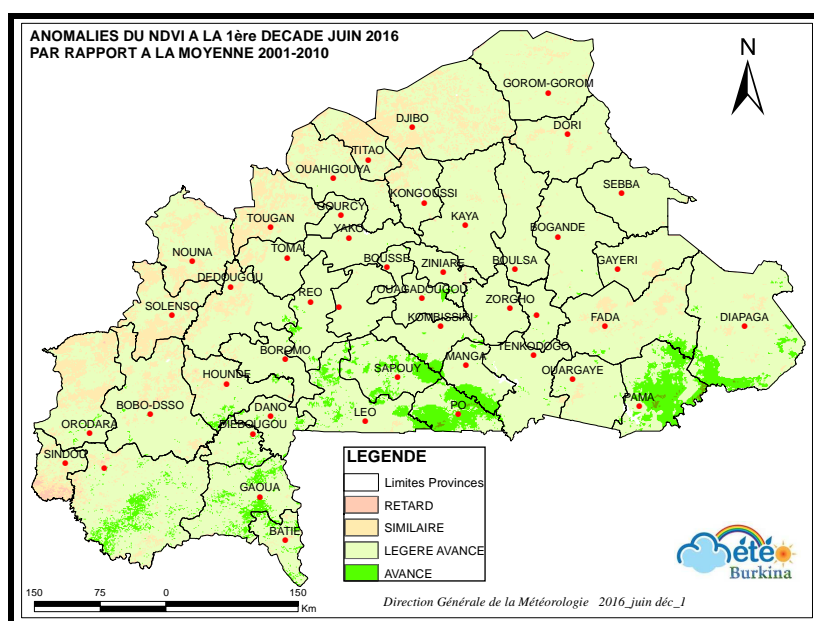 ANOMALIES DU NDVI A LA 1ère DECADE JUIN 2016
PAR RAPPORT A LA MOYENNE 2001-2010
N
GOROM-GOROM
DJIBO
DORI
TITAO
OUAHIGOUYA
SEBBA
KONGOUSSI
GOURCY
TOUGAN
KAYA
YAKO
BOGANDE
NOUNA
TOMA
BOUSSE
ZINIARE
BOULSA
GAYERI
DEDOUGOU
REO
OUAGADOUGOU
ZORGHO
SOLENSO
FADA
DIAPAGA
KOMBISSIRI
BOROMO
TENKODOGO
MANGA
HOUNDE
SAPOUY
OUARGAYE
PAMA
BOBO-DSSO
DANO
LEO
PO
ORODARA
DIEBOUGOU
SINDOU
GAOUA
BATIE
LEGENDE
Limites Provinces
RETARD
SIMILAIRE
LEGERE AVANCE
AVANCE
été
Burkina
150 75 0 150
Km
Direction Générale de la Météorologie 2016_juin déc_1